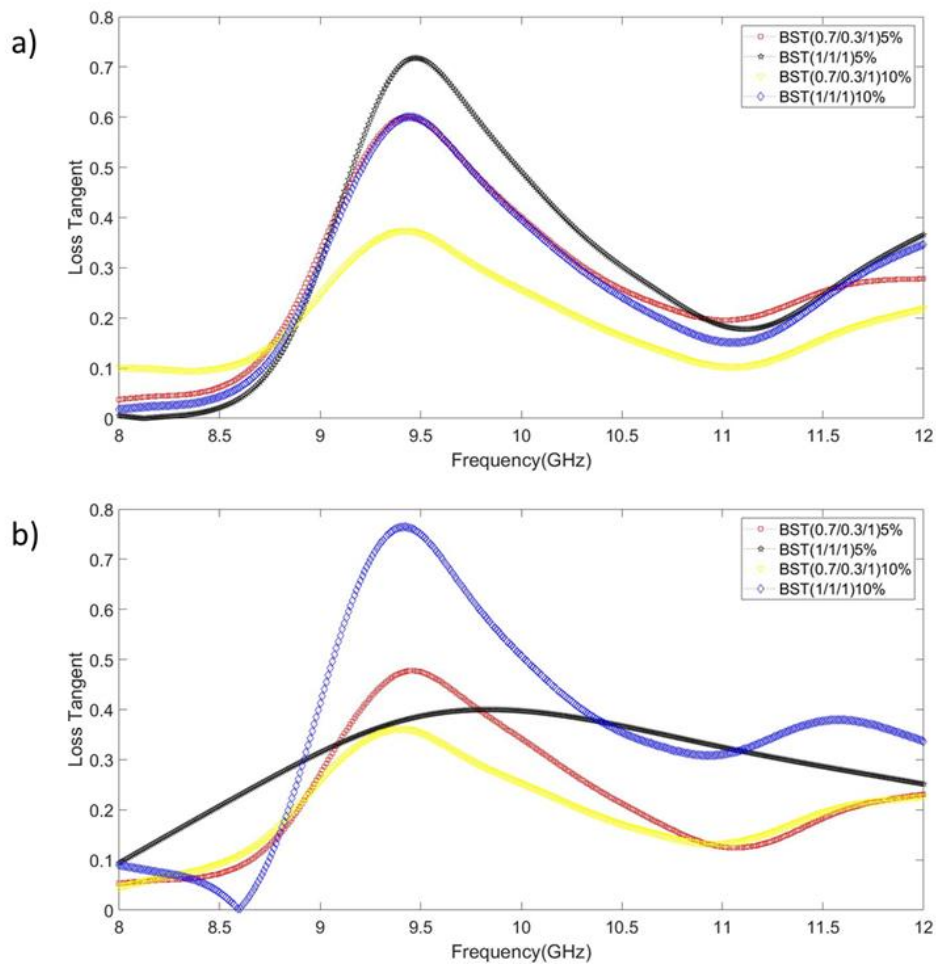 a)
0.8
0.7
0.6
0.5
0.4
0.3
0.2
0.1
0
Loss Tangent
BST(0.7/0.3/1)5%
BST(1/1/1)5%
BST(0.7/0.3/1)10%
BST(1/1/1)10%
8 8.5 9 9.5 10 10.5 11 11.5 12
Frequency(GHz)
b)
0.8
0.7
0.6
0.5
0.4
0.3
0.2
0.1
0
Loss Tangent
BST(0.7/0.3/1)5%
BST(1/1/1)5%
BST(0.7/0.3/1)10%
BST(1/1/1)10%
8 8.5 9 9.5 10 10.5 11 11.5 12
Frequency(GHz)